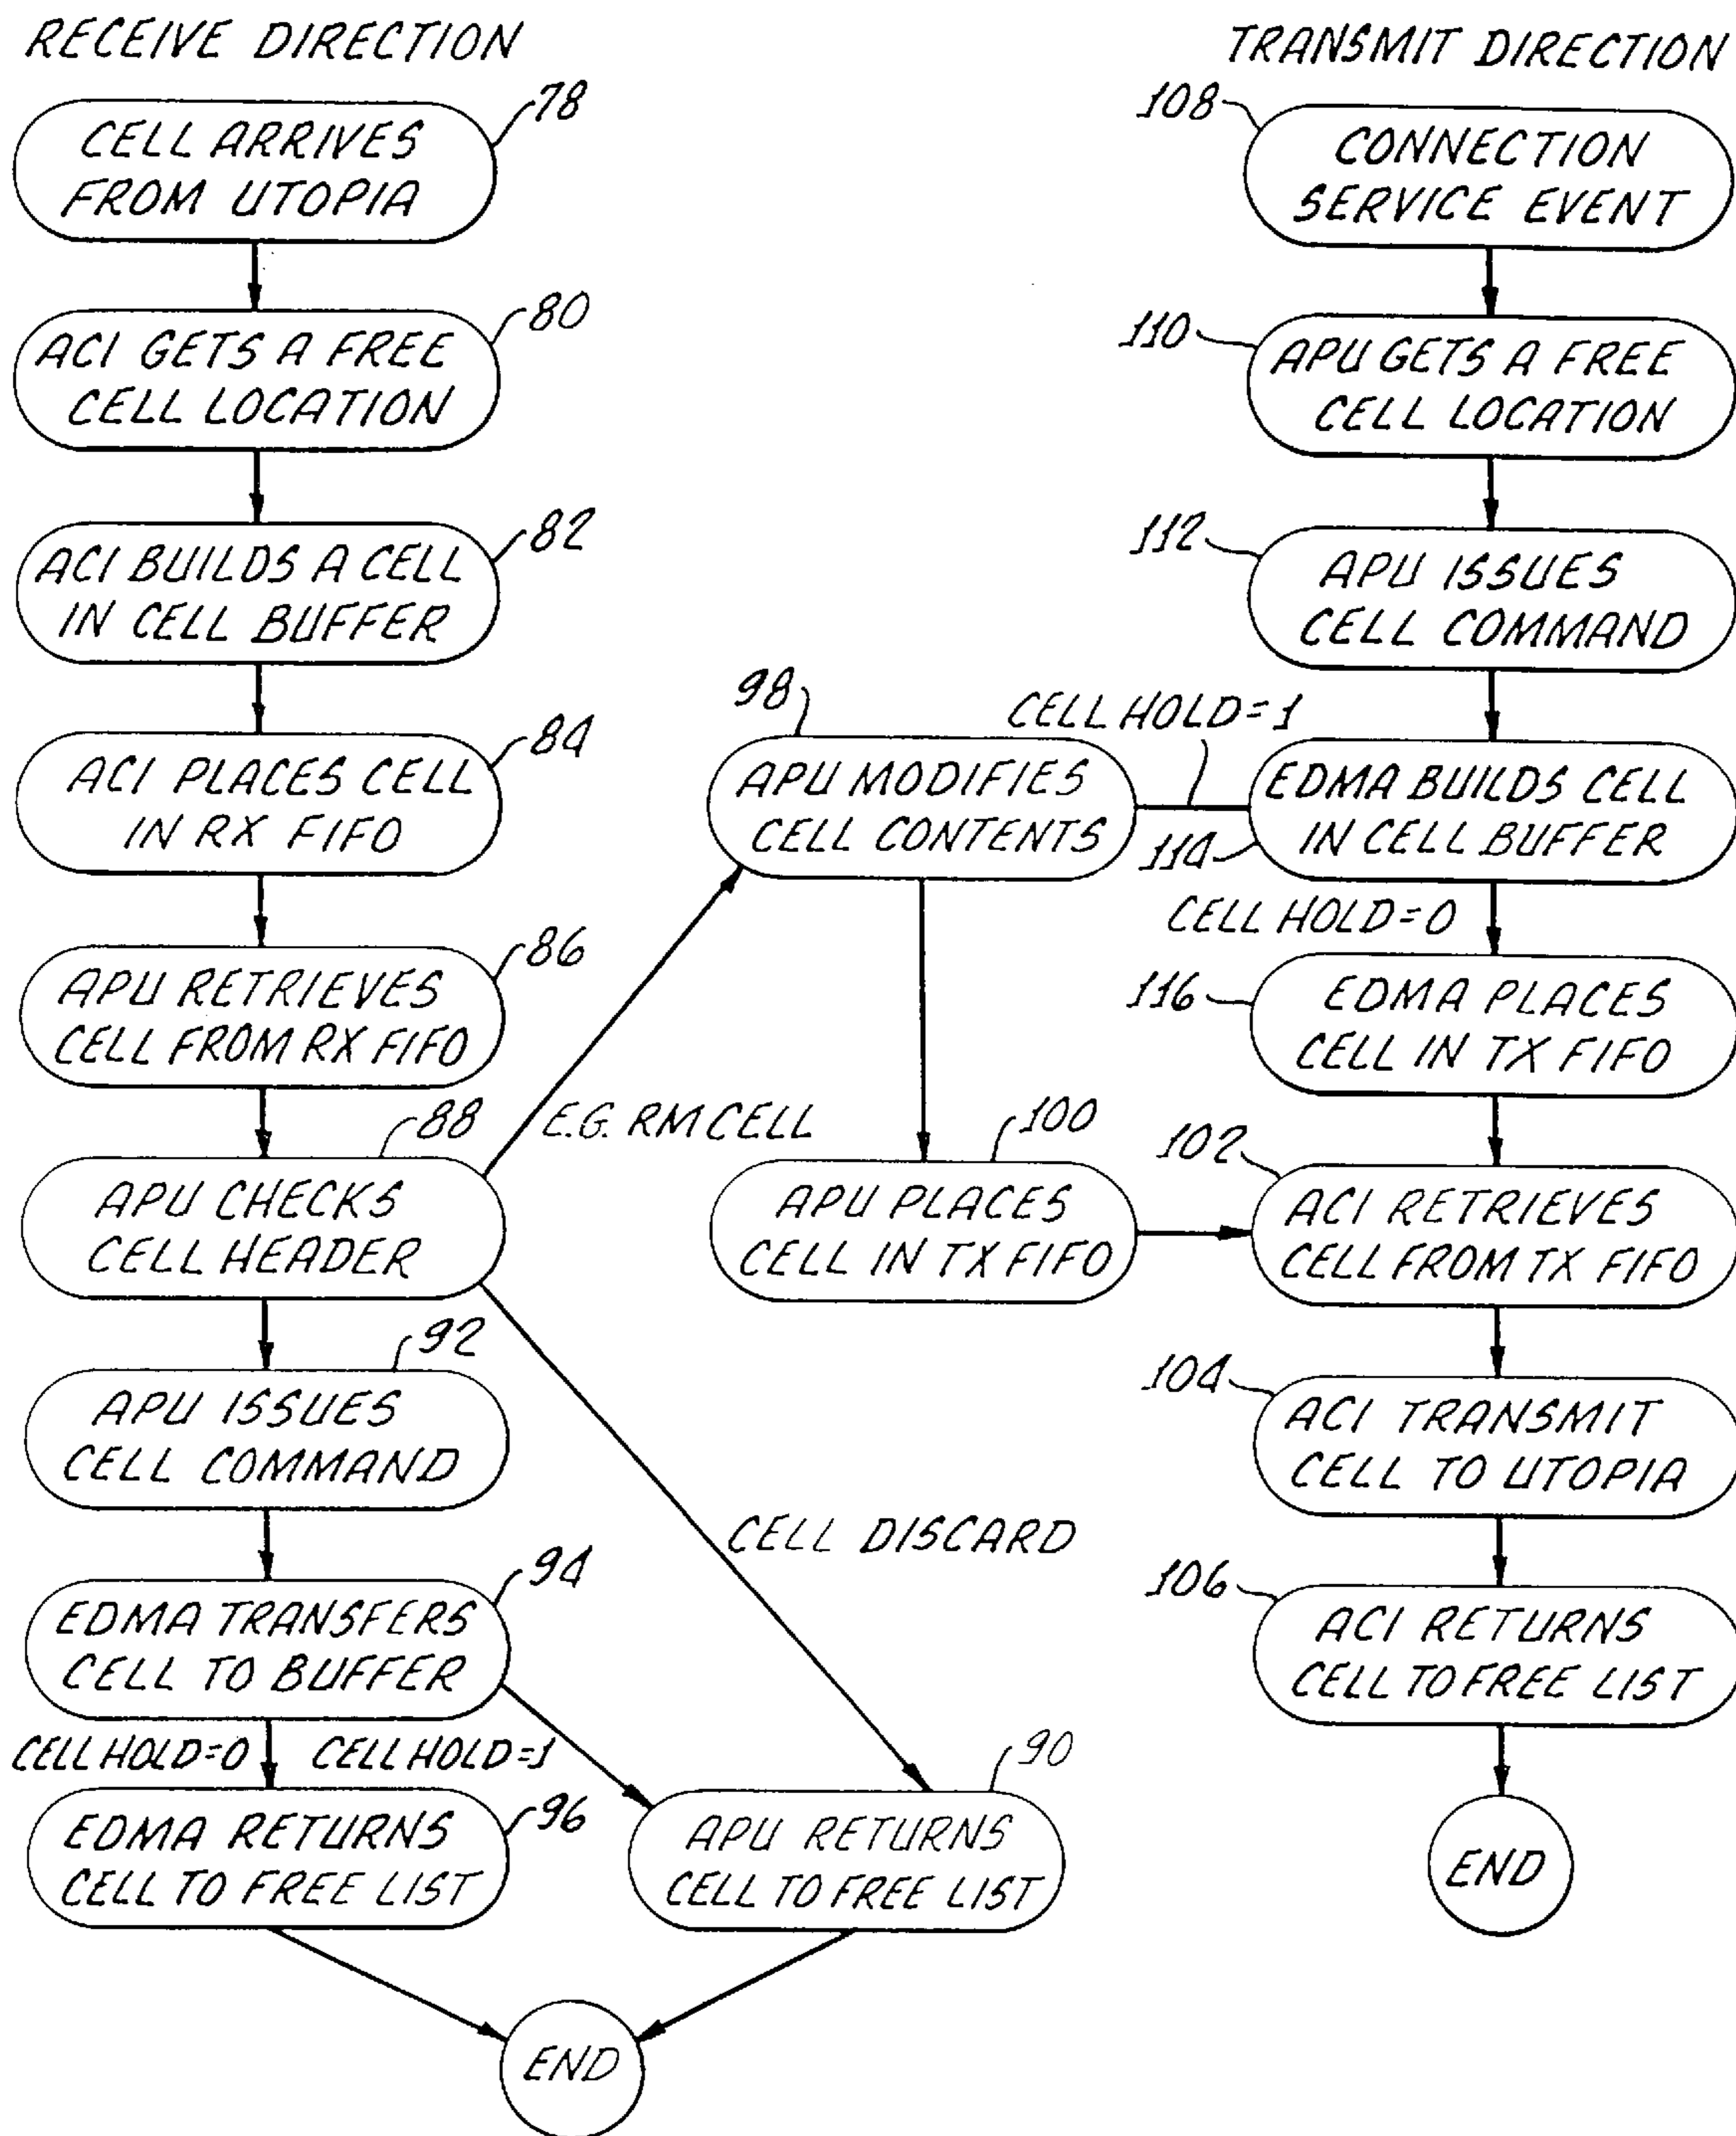 RECEIVE DIRECTION
78
CELL ARRIVES
FROM UTOPIA
80
ACI GETS A FREE
CELL LOCATION
82
ACI BUILDS A CELL
IN CELL BUFFER
84
ACI PLACES CELL
IN RX FIFO
86
APU RETRIEVES
CELL FROM RX FIFO
88
APU CHECKS
CELL HEADER
E.G. RM CELL
CELL DISCARD
92
APU ISSUES
CELL COMMAND
94
EDMA TRANSFERS
CELL TO BUFFER
CELL HOLD=0
CELL HOLD=1
96
EDMA RETURNS
CELL TO FREE LIST
90
APU RETURNS
CELL TO FREE LIST
END
98
APU MODIFIES
CELL CONTENTS
100
APU PLACES
CELL IN TX FIFO
TRANSMIT DIRECTION
108
CONNECTION
SERVICE EVENT
110
APU GETS A FREE
CELL LOCATION
112
APU ISSUES
CELL COMMAND
CELL HOLD=1
114
EDMA BUILDS CELL
IN CELL BUFFER
CELL HOLD=0
116
EDMA PLACES
CELL IN TX FIFO
102
ACI RETRIEVES
CELL FROM TX FIFO
104
ACI TRANSMIT
CELL TO UTOPIA
106
ACI RETURNS
CELL TO FREE LIST
END